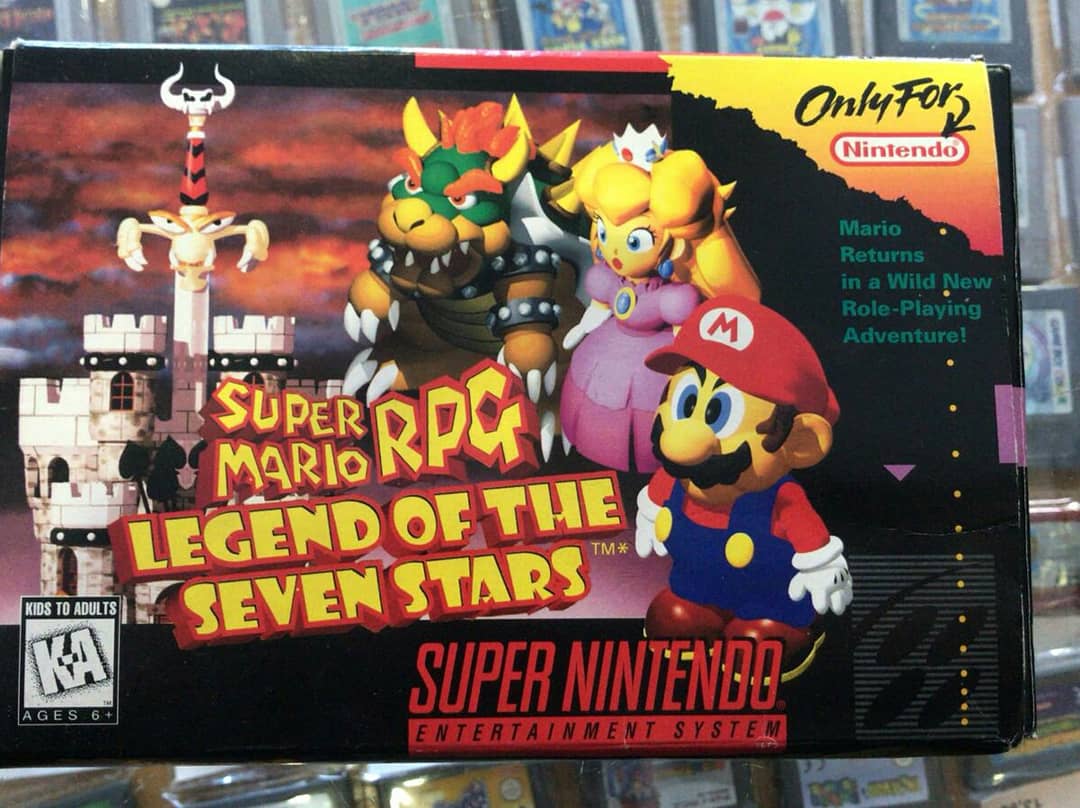 Only For
Nintendo®
Mario
Returns
in a Wild New
Role-Playing
Adventure!
M
SUPER
MARIO RPG
LEGEND OF THE
SEVEN STARS™*
KIDS TO ADULTS
K-A
TM
AGES 6+
SUPER NINTENDO®
ENTERTAINMENT SYSTEM